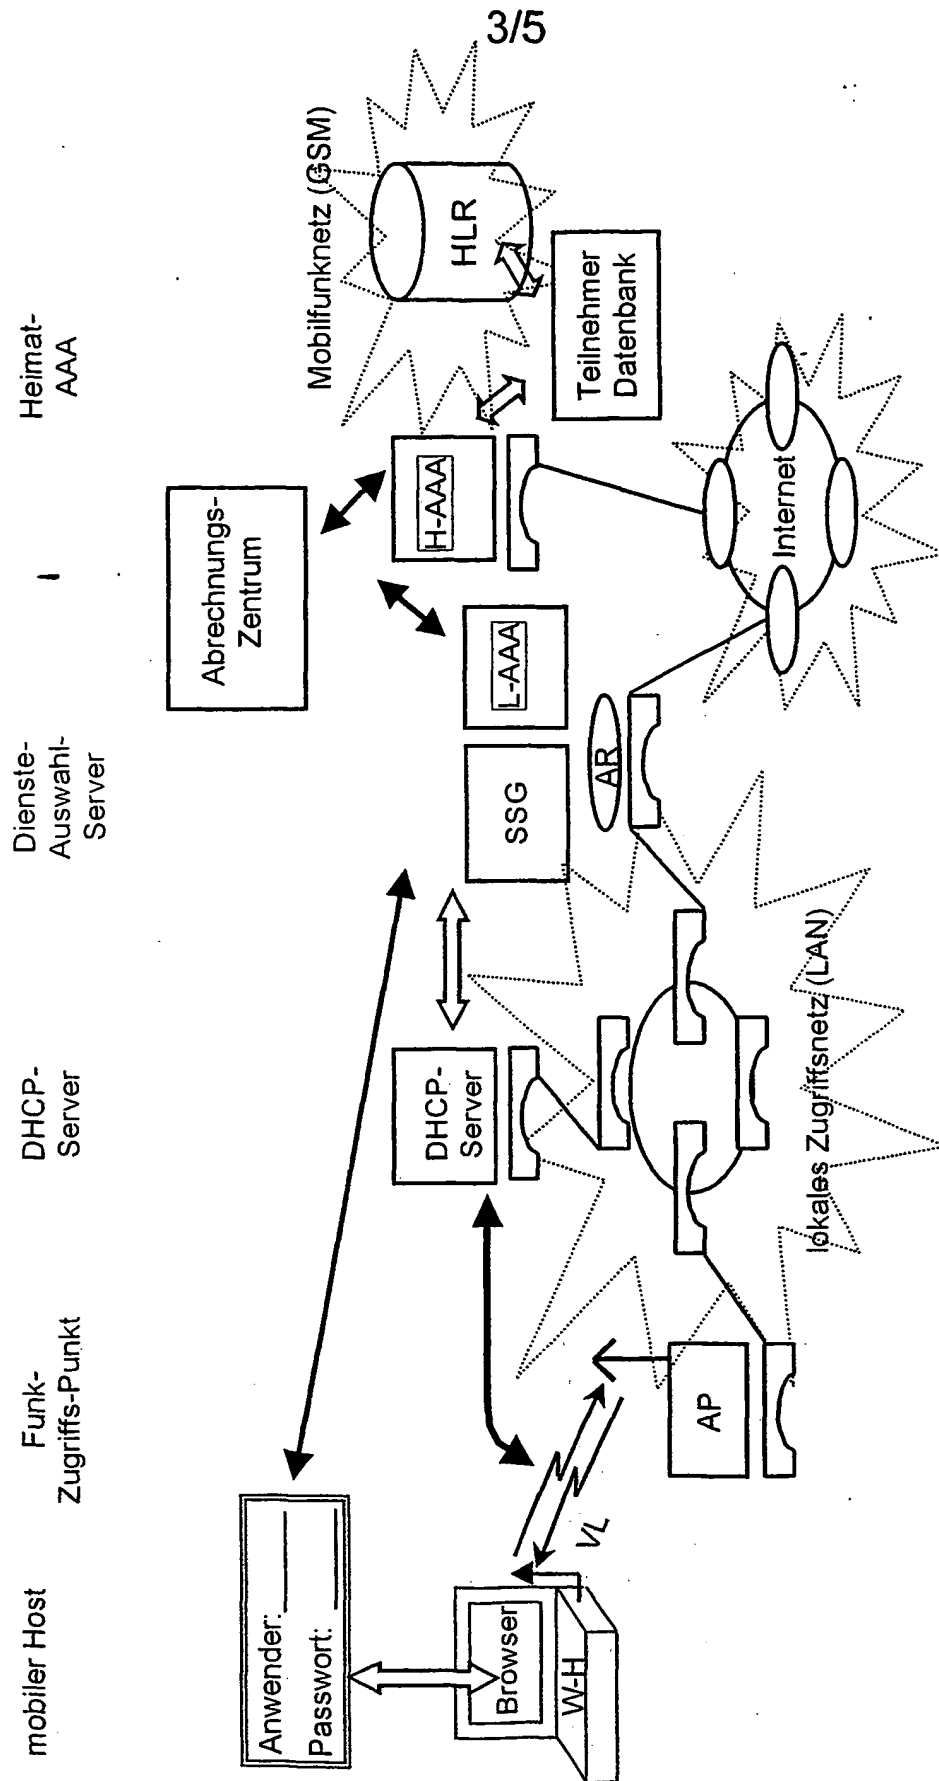 3/5
mobiler Host
Funk-
Zugriffs-Punkt
DHCP-
Server
Dienste-
Auswahl-
Server
Heimat-
AAA
Anwender:
Passwort:
Abrechnungs-
Zentrum
Mobilfunknetz (GSM)
HLR
Teilnehmer
Datenbank
H-AAA
L-AAA
SSG
AR
DHCP-
Server
Browser
W-H
VL
AP
lokales Zugriffsnetz (LAN)
Internet